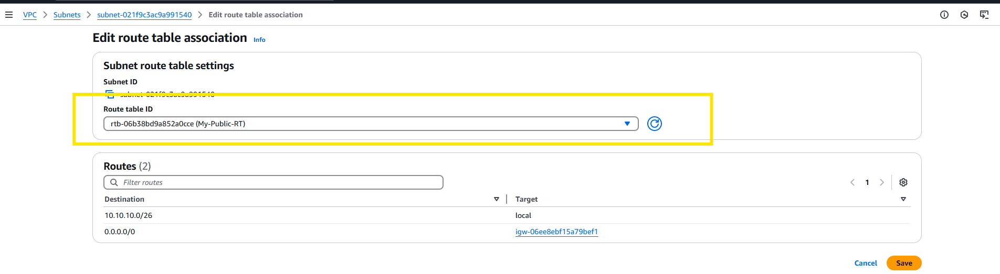 VPC > Subnets > subnet-021f9c3ac9a991540 > Edit route table association
Edit route table association Info
Subnet route table settings
Subnet ID
subnet-021f9c3ac9a991540
Route table ID
rtb-06b38bd9a852a0cce (My-Public-RT)
Routes (2)
Filter routes
1
Destination Target
10.10.10.0/26 local
0.0.0.0/0 igw-06ee8ebf15a79bef1
Cancel Save